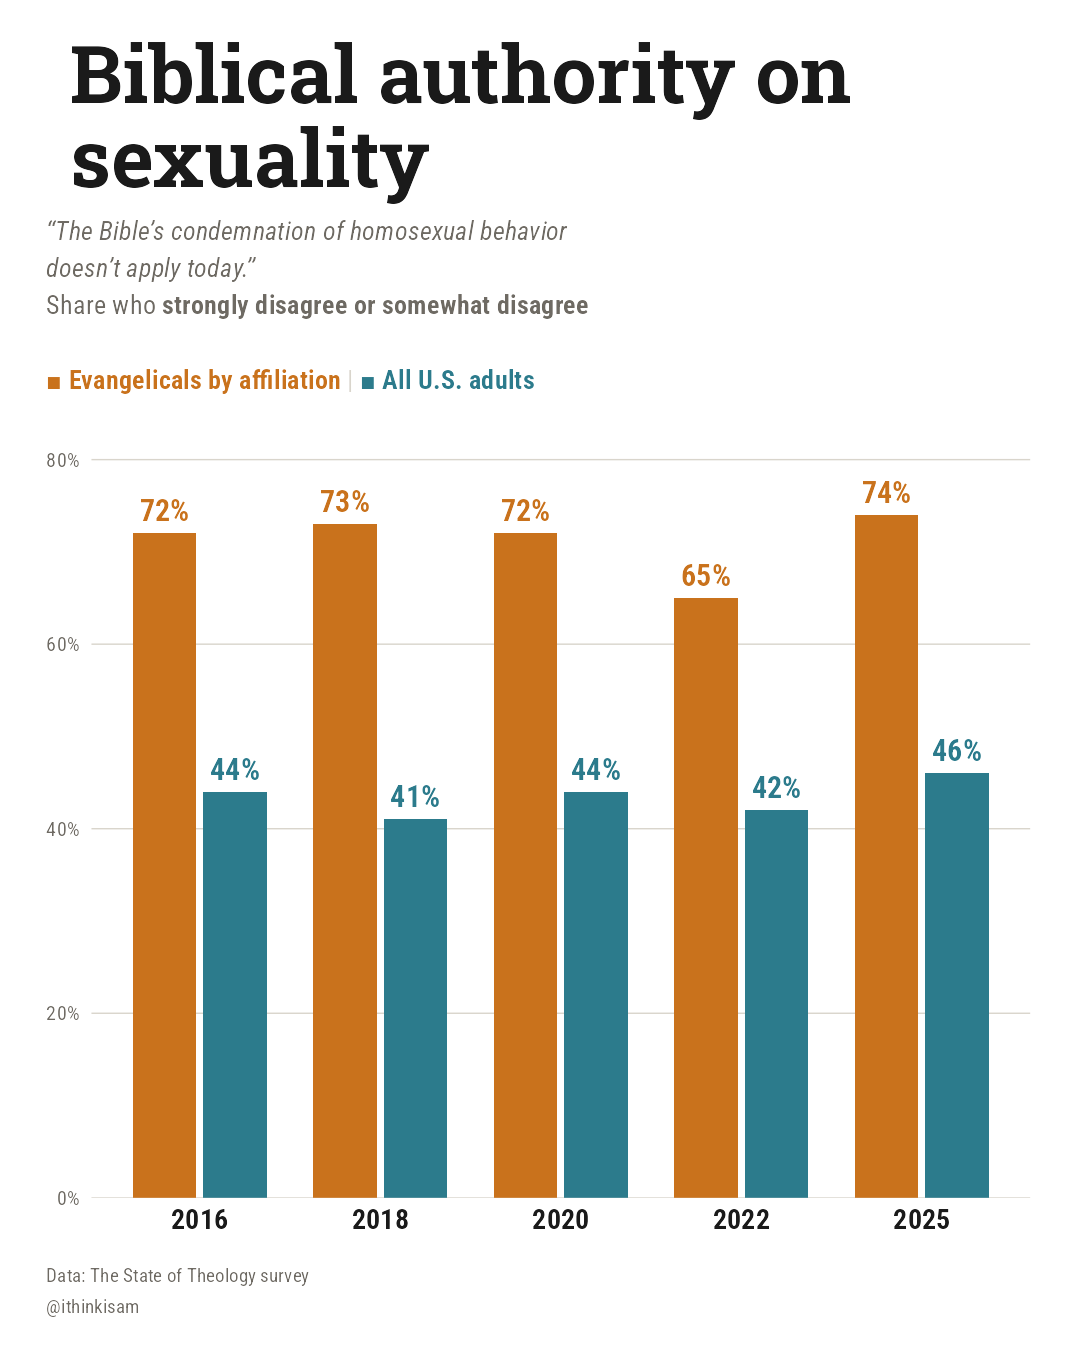 Biblical authority on
sexuality
“The Bible’s condemnation of homosexual behavior
doesn’t apply today.”
Share who strongly disagree or somewhat disagree
■ Evangelicals by affiliation | ■ All U.S. adults
80%
60%
40%
20%
0%
72%
44%
73%
41%
72%
44%
65%
42%
74%
46%
2016
2018
2020
2022
2025
Data: The State of Theology survey
@ithinkisam